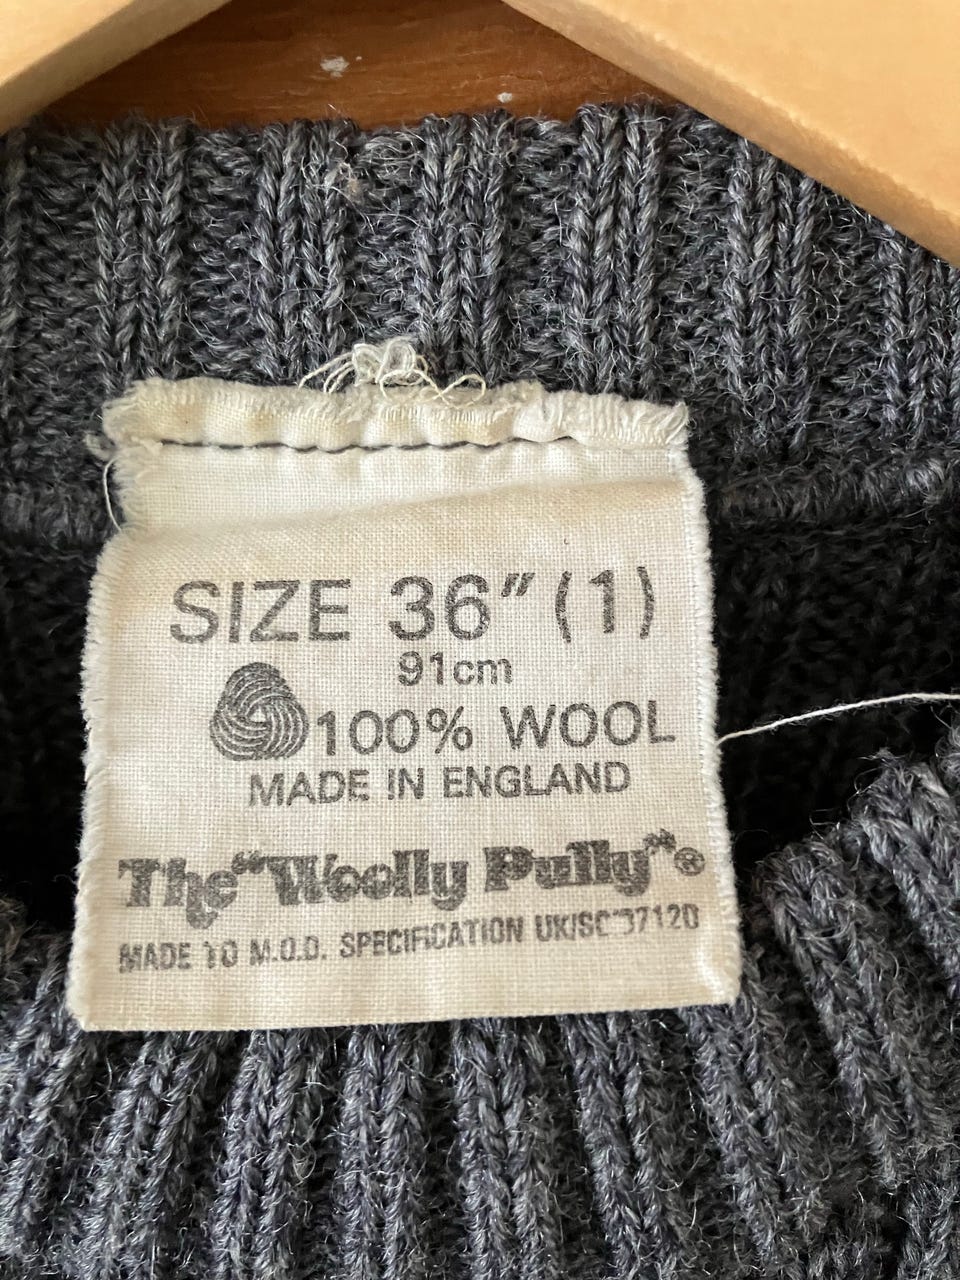 SIZE 36" (1)
91cm
100% WOOL
MADE IN ENGLAND
The "Woolly Pully" ®
MADE TO M.O.D. SPECIFICATION